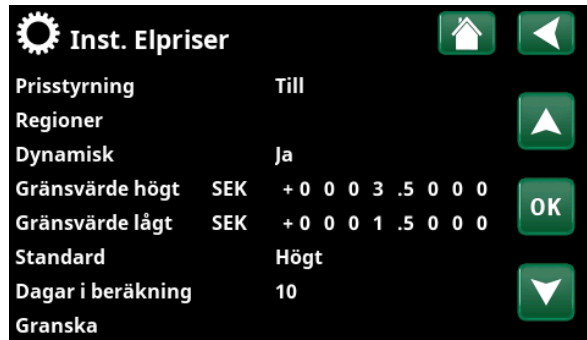 Inst. Elpriser
Prisstyrning Till
Regioner
Dynamisk Ja
Gränsvärde högt SEK +0 0 0 3 .5 0 0 0
Gränsvärde lågt SEK +0 0 0 1 .5 0 0 0
OK
Standard Högt
Dagar i beräkning 10
Granska